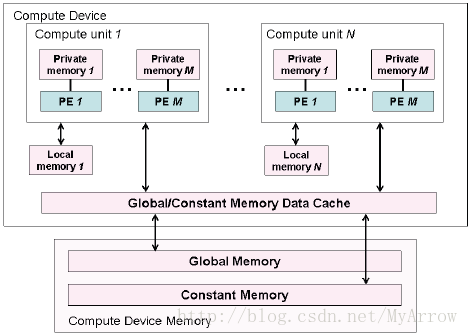 Compute Device
Compute unit 1
Compute unit N
Private
memory 1
Private
memory M
Private
memory 1
Private
memory M
PE 1
PE M
PE 1
PE M
Local
memory 1
Local
memory N
Global/Constant Memory Data Cache
Global Memory
Constant Memory
http://blog.csdn.net/MyArrow
Compute Device Memory